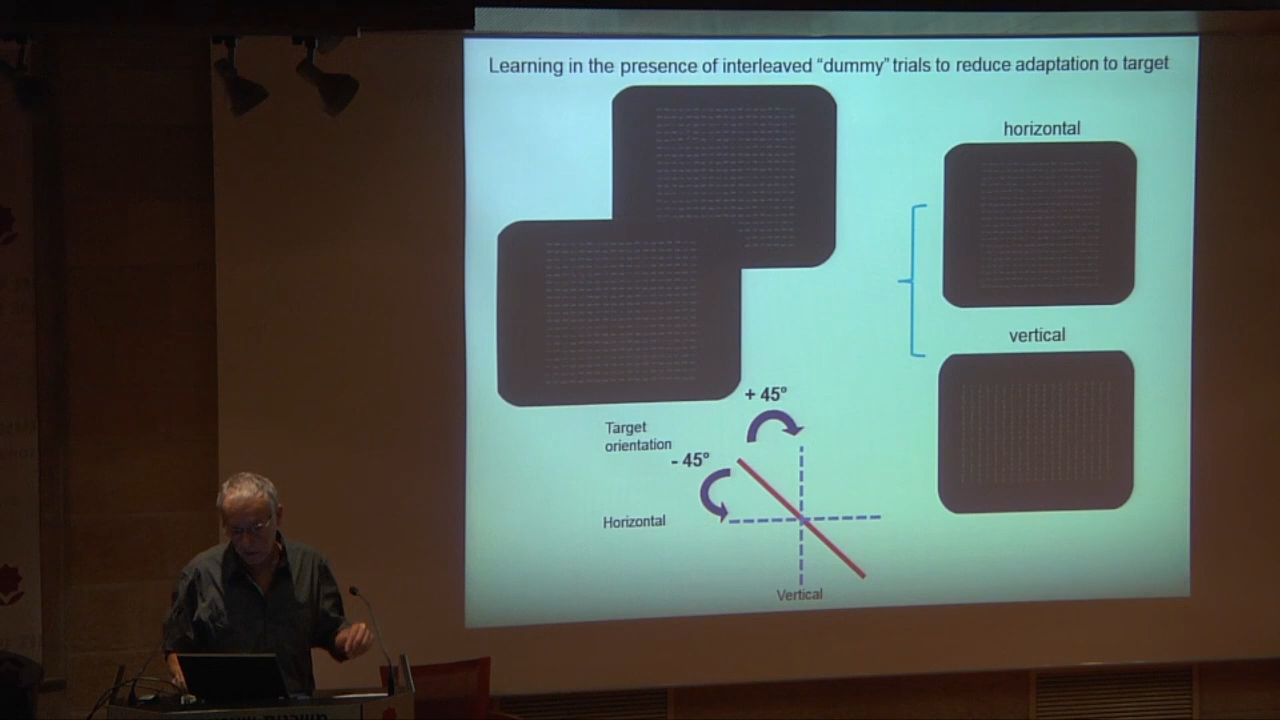 Learning in the presence of interleaved “dummy” trials to reduce adaptation to target
horizontal
vertical
+ 45°
Target
orientation
- 45°
Horizontal
Vertical